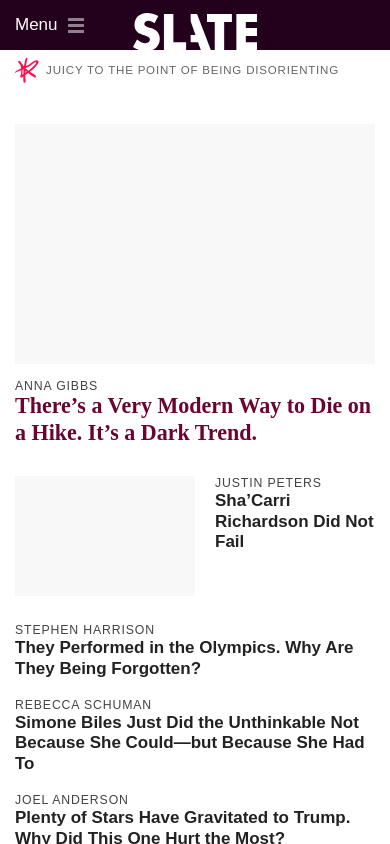 Menu
SLATE
JUICY TO THE POINT OF BEING DISORIENTING
ANNA GIBBS
There’s a Very Modern Way to Die on
a Hike. It’s a Dark Trend.
JUSTIN PETERS
Sha’Carri
Richardson Did Not
Fail
STEPHEN HARRISON
They Performed in the Olympics. Why Are
They Being Forgotten?
REBECCA SCHUMAN
Simone Biles Just Did the Unthinkable Not
Because She Could—but Because She Had
To
JOEL ANDERSON
Plenty of Stars Have Gravitated to Trump.
Why Did This One Hurt the Most?